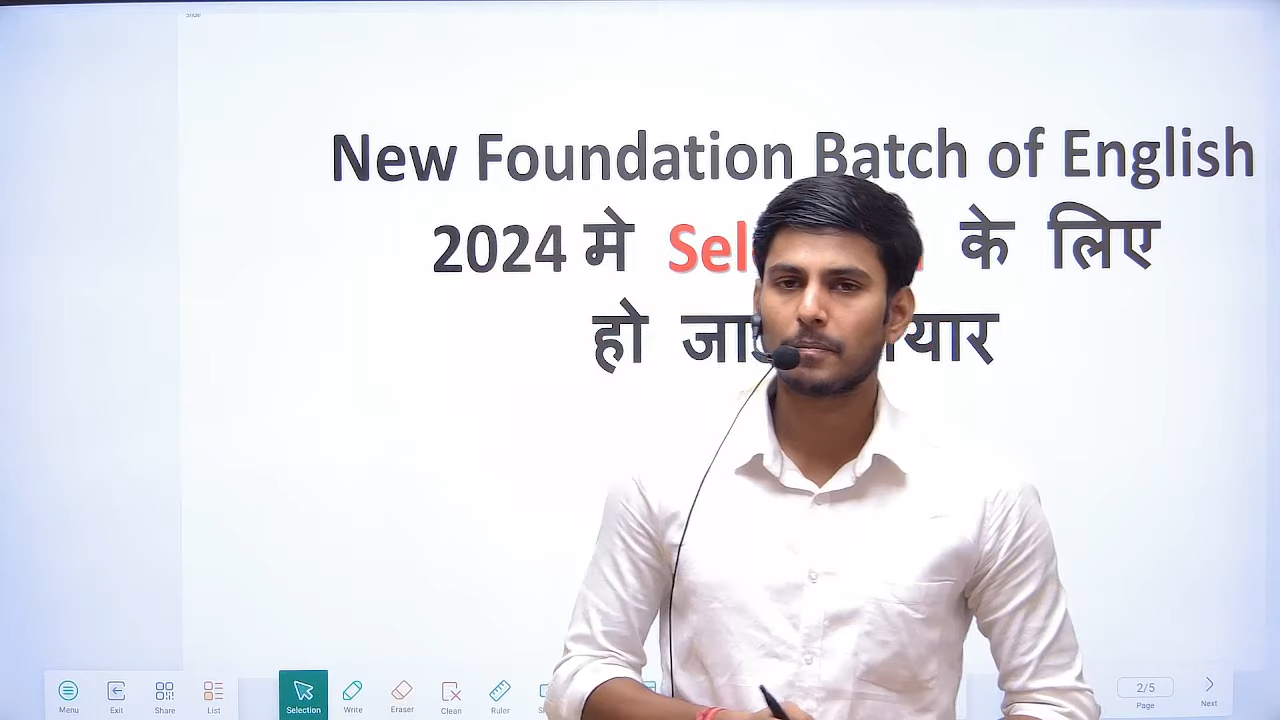 Slide
New Foundation Batch of English
2024 मे के लिए
हो
Menu Exit Share List Selection Write Eraser Clean Ruler 2/5 Page Next